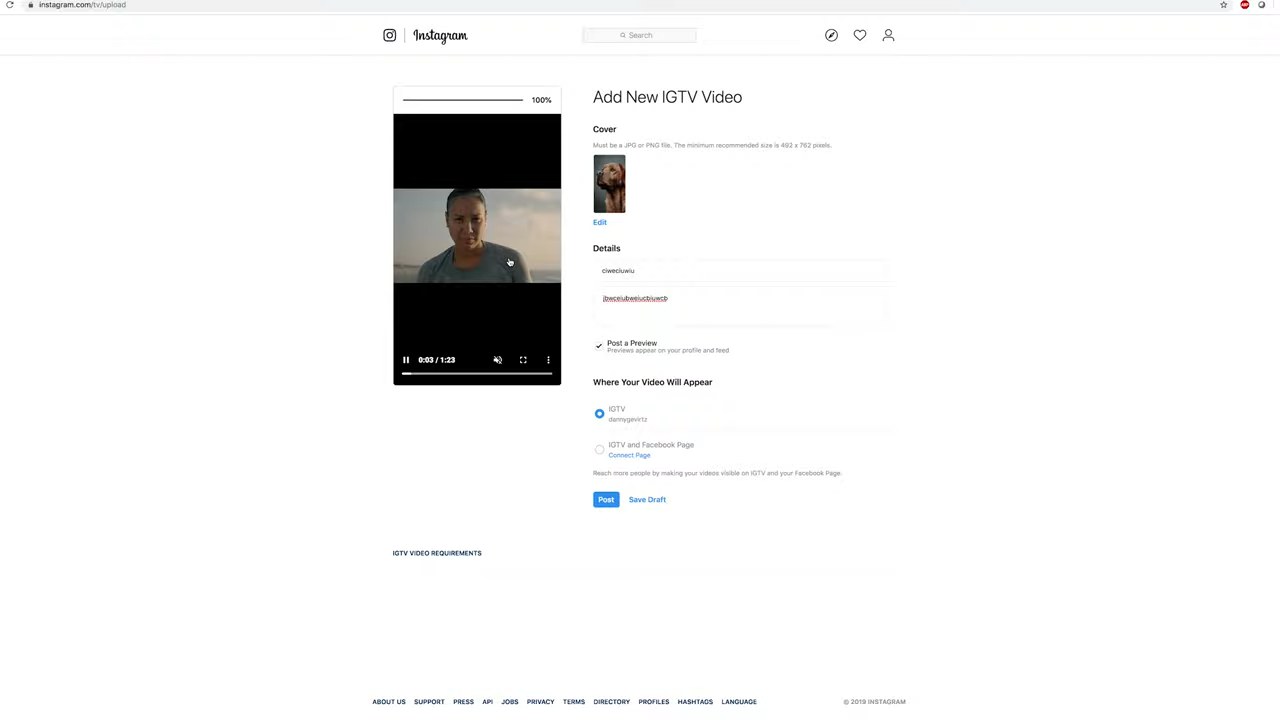 instagram.com/tv/upload
ABP
Instagram
Search
100%
Add New IGTV Video
Cover
Must be a JPG or PNG file. The minimum recommended size is 492 x 762 pixels.
Edit
Details
ciweciuwiu
jbwceiubweiucbiuwcb
Post a Preview
Previews appear on your profile and feed
0:03 / 1:23
Where Your Video Will Appear
IGTV
dannygevirtz
IGTV and Facebook Page
Connect Page
Reach more people by making your videos visible on IGTV and your Facebook Page.
Post Save Draft
IGTV VIDEO REQUIREMENTS
ABOUT US SUPPORT PRESS API JOBS PRIVACY TERMS DIRECTORY PROFILES HASHTAGS LANGUAGE © 2019 INSTAGRAM